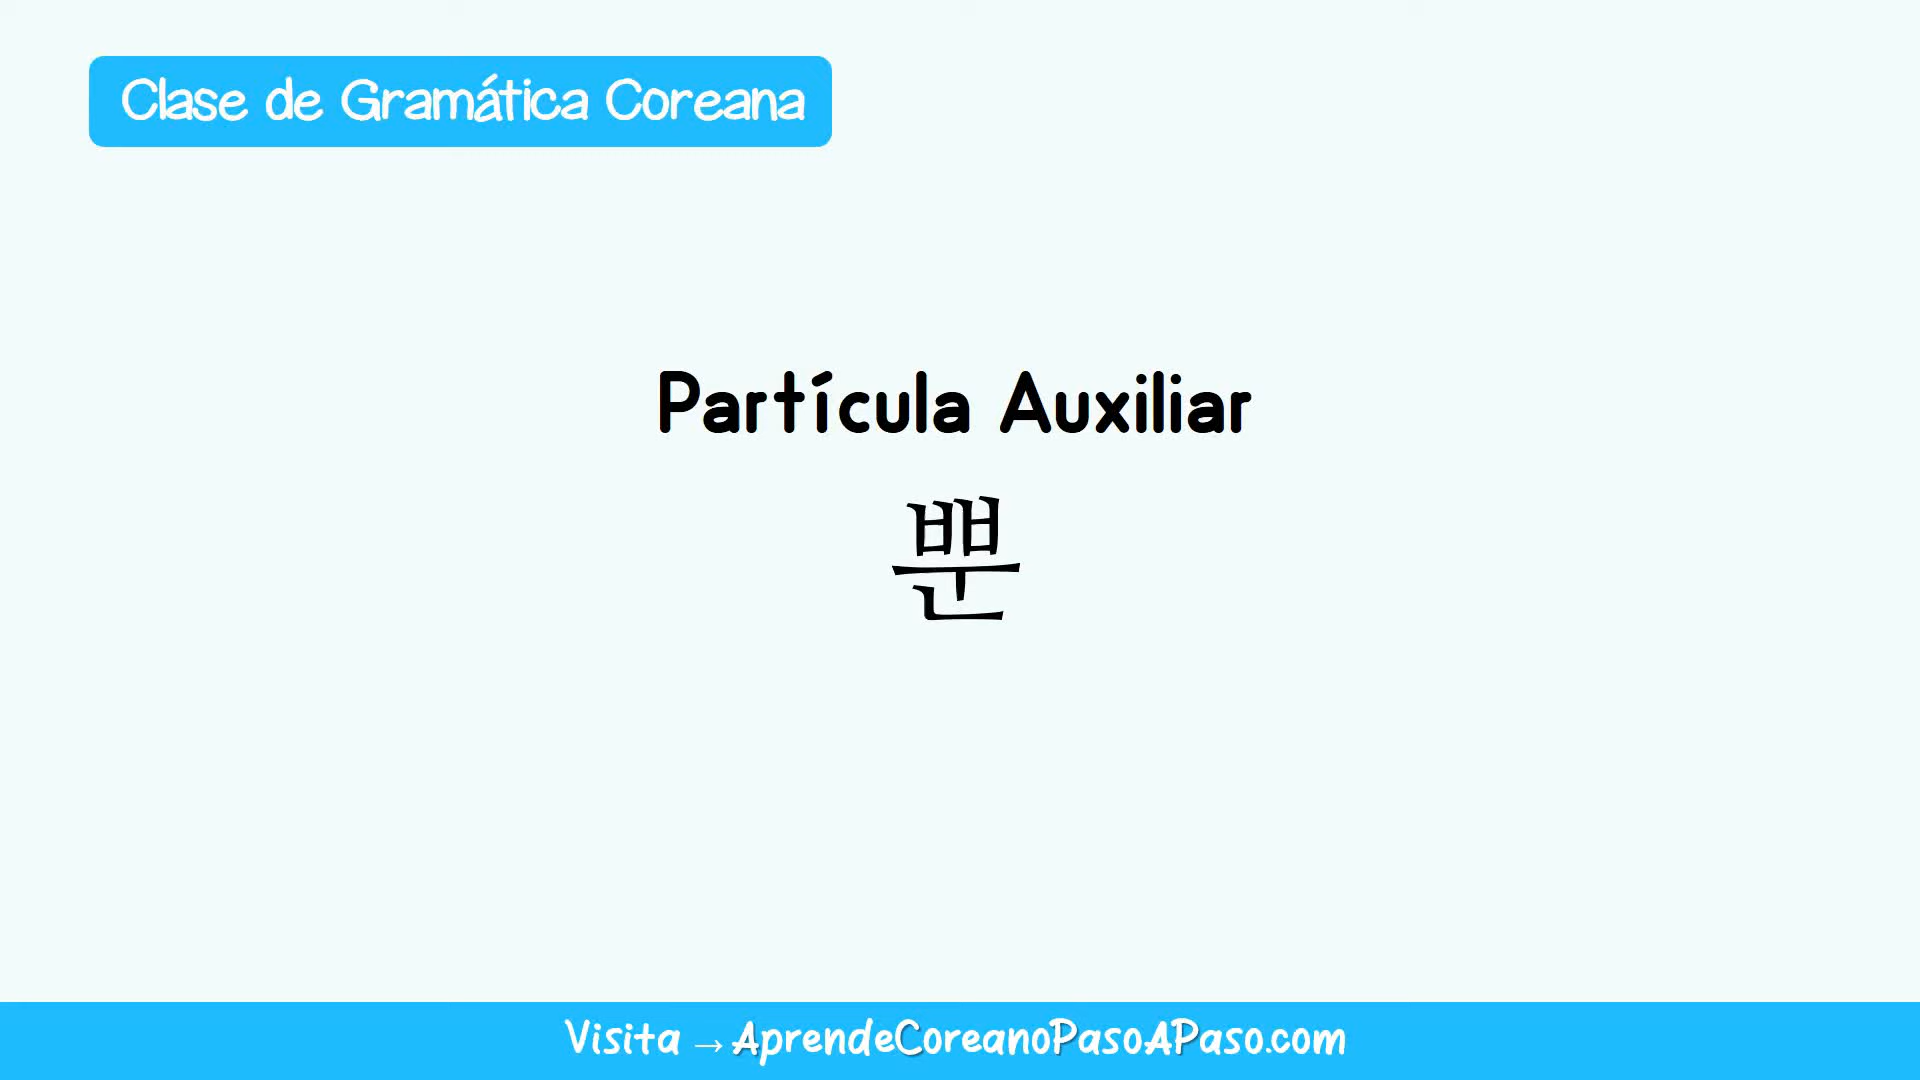 Clase de Gramática Coreana
Partícula Auxiliar
뿐
Visita → AprendeCoreanoPasoAPaso.com